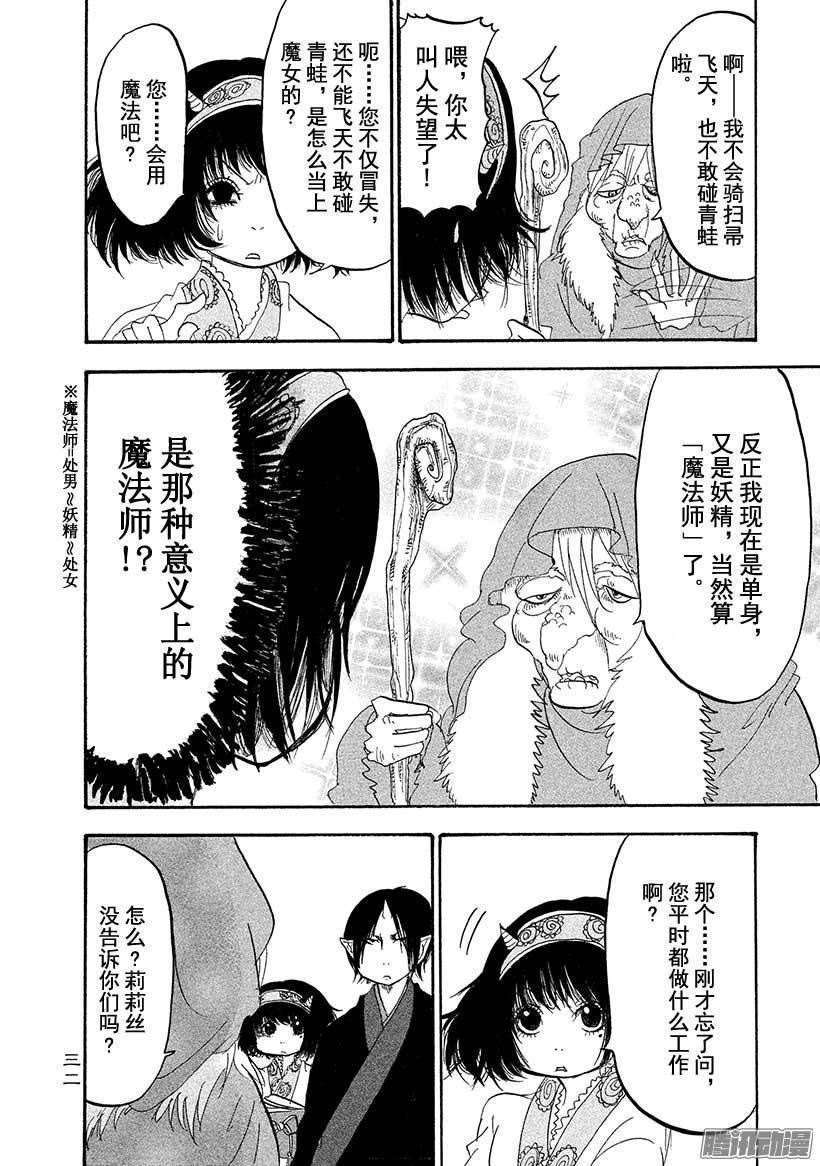 啊——我不会骑扫帚
飞天，也不敢碰青蛙
啦。
喂，你太
叫人失望
了！
呃……您不仅冒失，
还不能飞天不敢碰
青蛙，是怎么当上
魔女的？
您……会用
魔法吧？
反正我现在是单身，
又是妖精，当然算
「魔法师」了。
是那种意义上的
魔法师！？
※魔法师=处男≈妖精≈处女
那个……刚才忘了问，
您平时都做什么工作
啊？
怎么？莉莉丝
没告诉你们吗？
三二
腾讯动漫